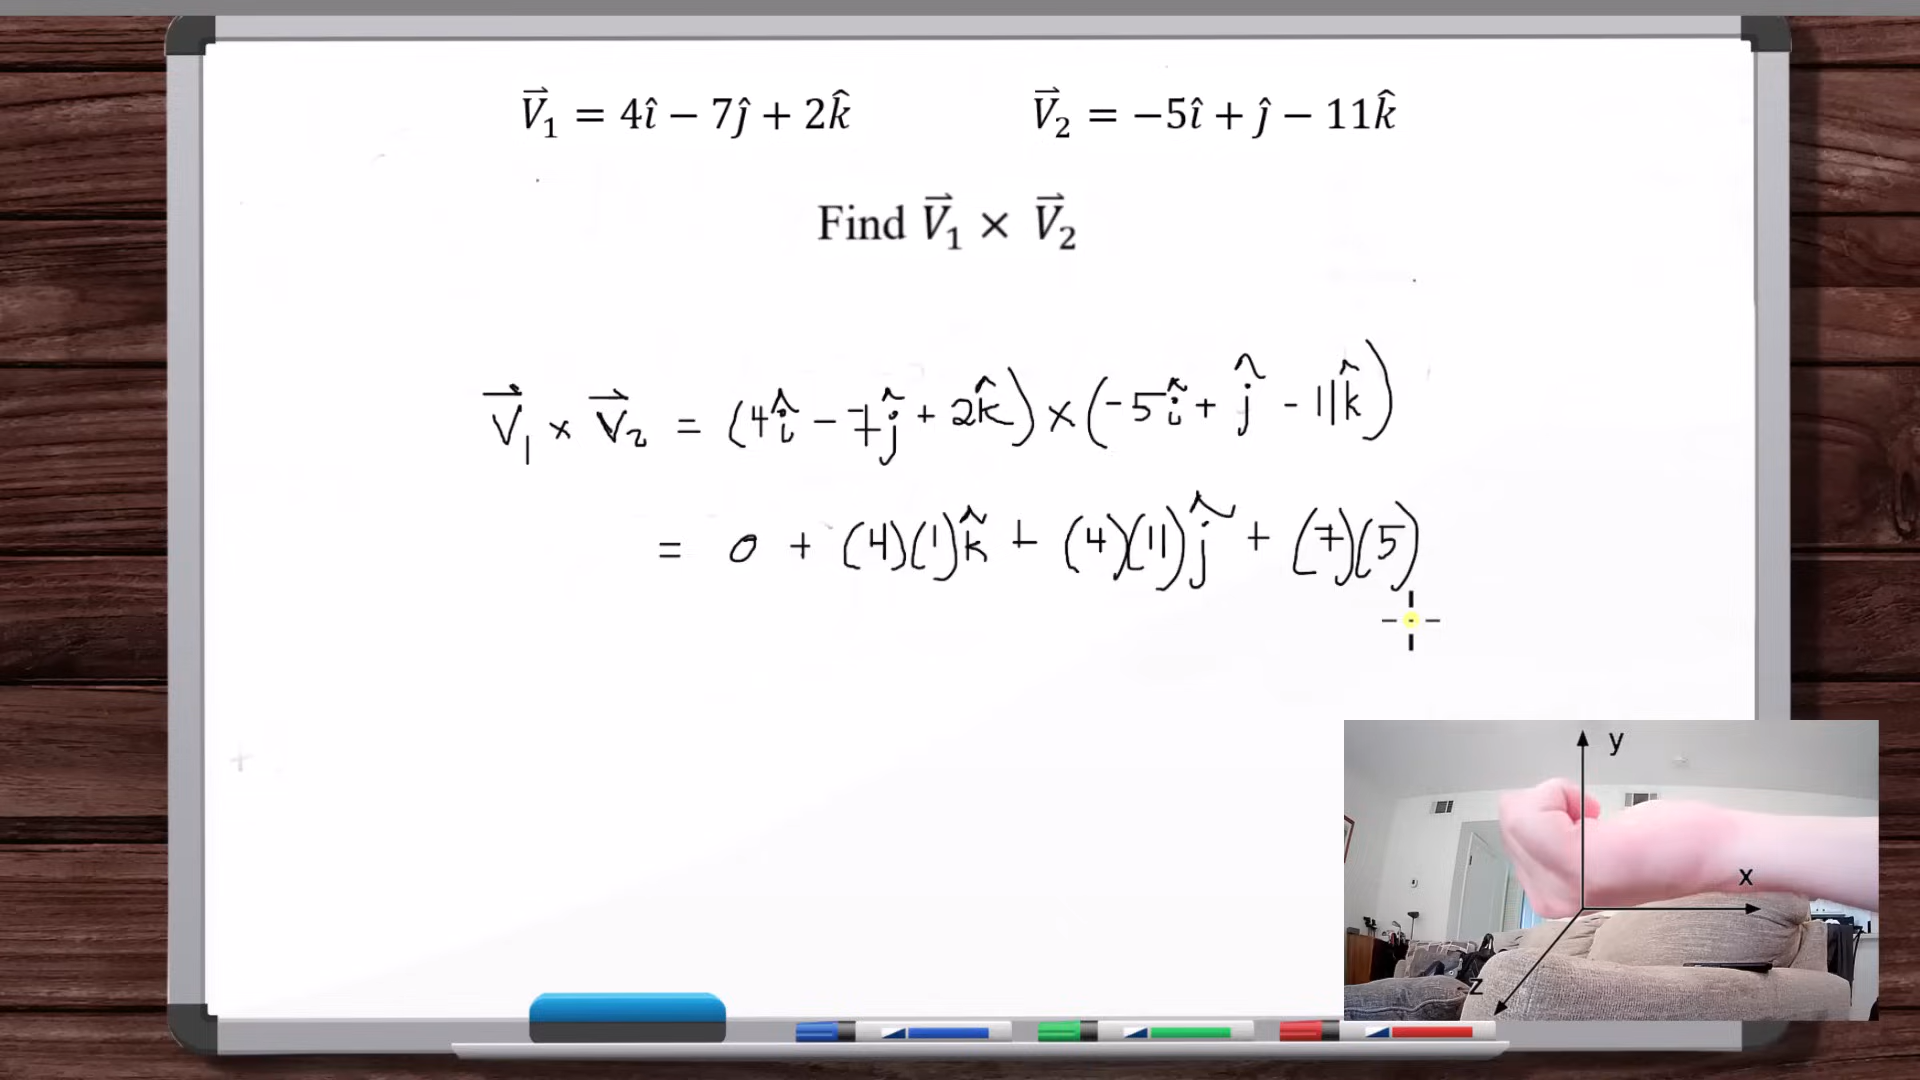 V⃗₁ = 4î − 7ĵ + 2k̂
V⃗₂ = −5î + ĵ − 11k̂
Find V⃗₁ × V⃗₂
V⃗₁ × V⃗₂ = (4î − 7ĵ + 2k̂) × (−5î + ĵ − 11k̂)
= 0 + (4)(1)k̂ + (4)(11)ĵ + (7)(5)
y
x
z